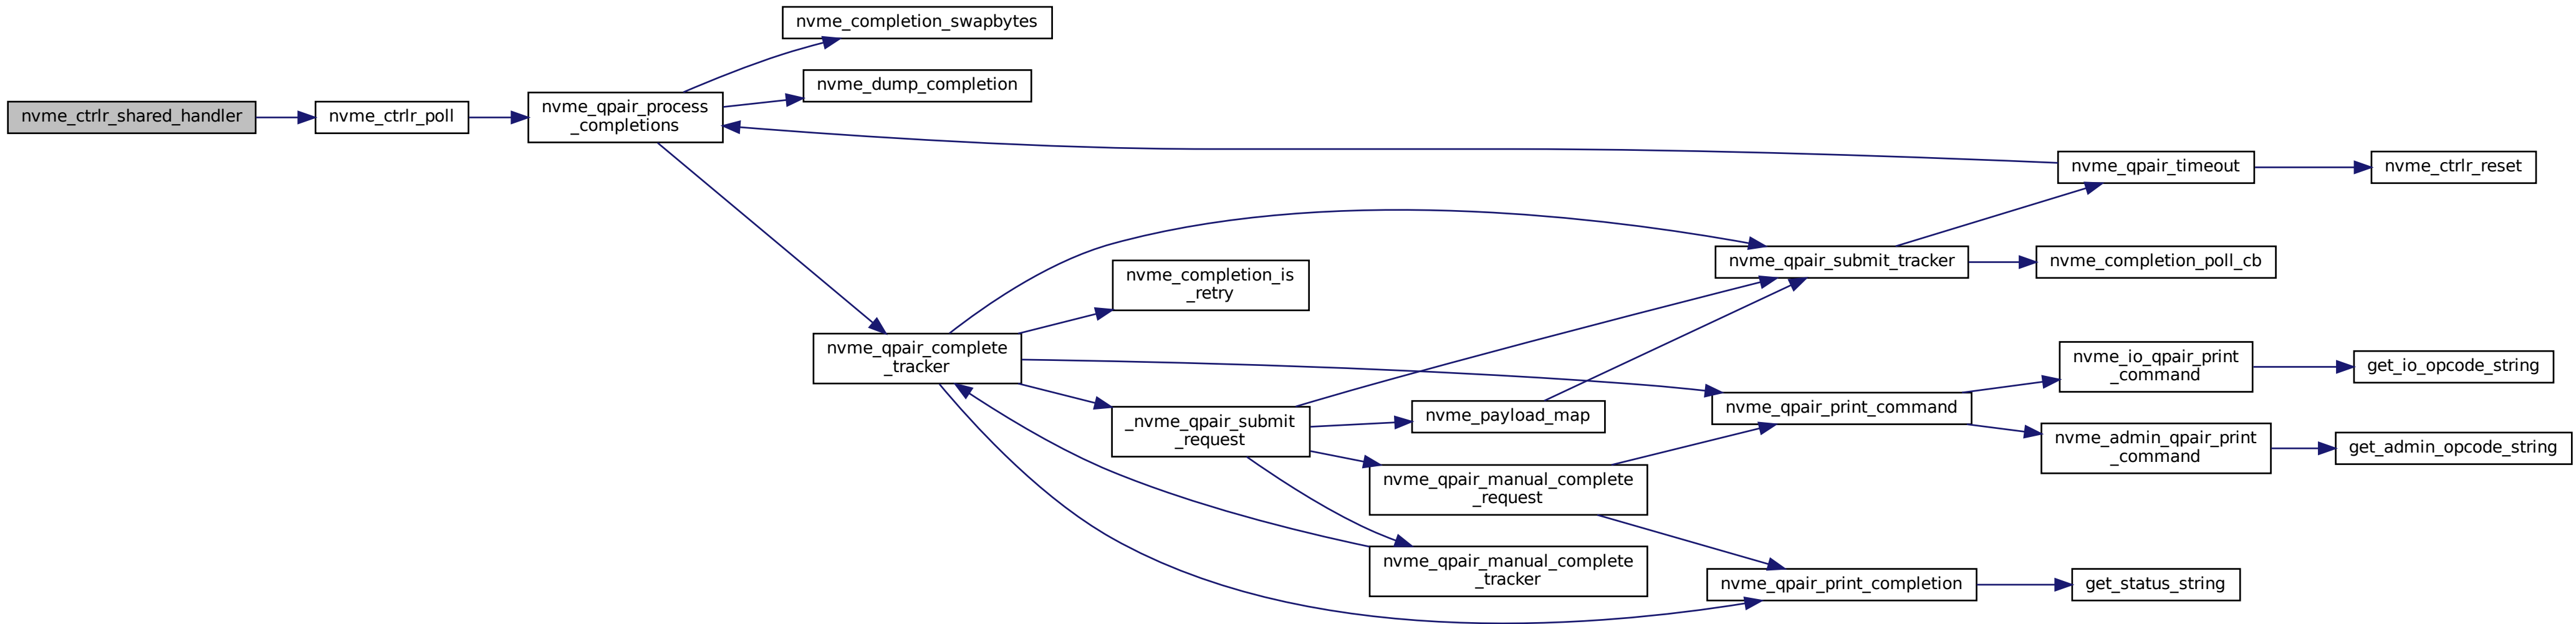 nvme_ctrlr_shared_handler
nvme_ctrlr_poll
nvme_qpair_process
_completions
nvme_completion_swapbytes
nvme_dump_completion
nvme_qpair_complete
_tracker
nvme_completion_is
_retry
_nvme_qpair_submit
_request
nvme_payload_map
nvme_qpair_manual_complete
_request
nvme_qpair_manual_complete
_tracker
nvme_qpair_submit_tracker
nvme_qpair_print_command
nvme_qpair_print_completion
nvme_qpair_timeout
nvme_completion_poll_cb
nvme_io_qpair_print
_command
nvme_admin_qpair_print
_command
get_status_string
nvme_ctrlr_reset
get_io_opcode_string
get_admin_opcode_string